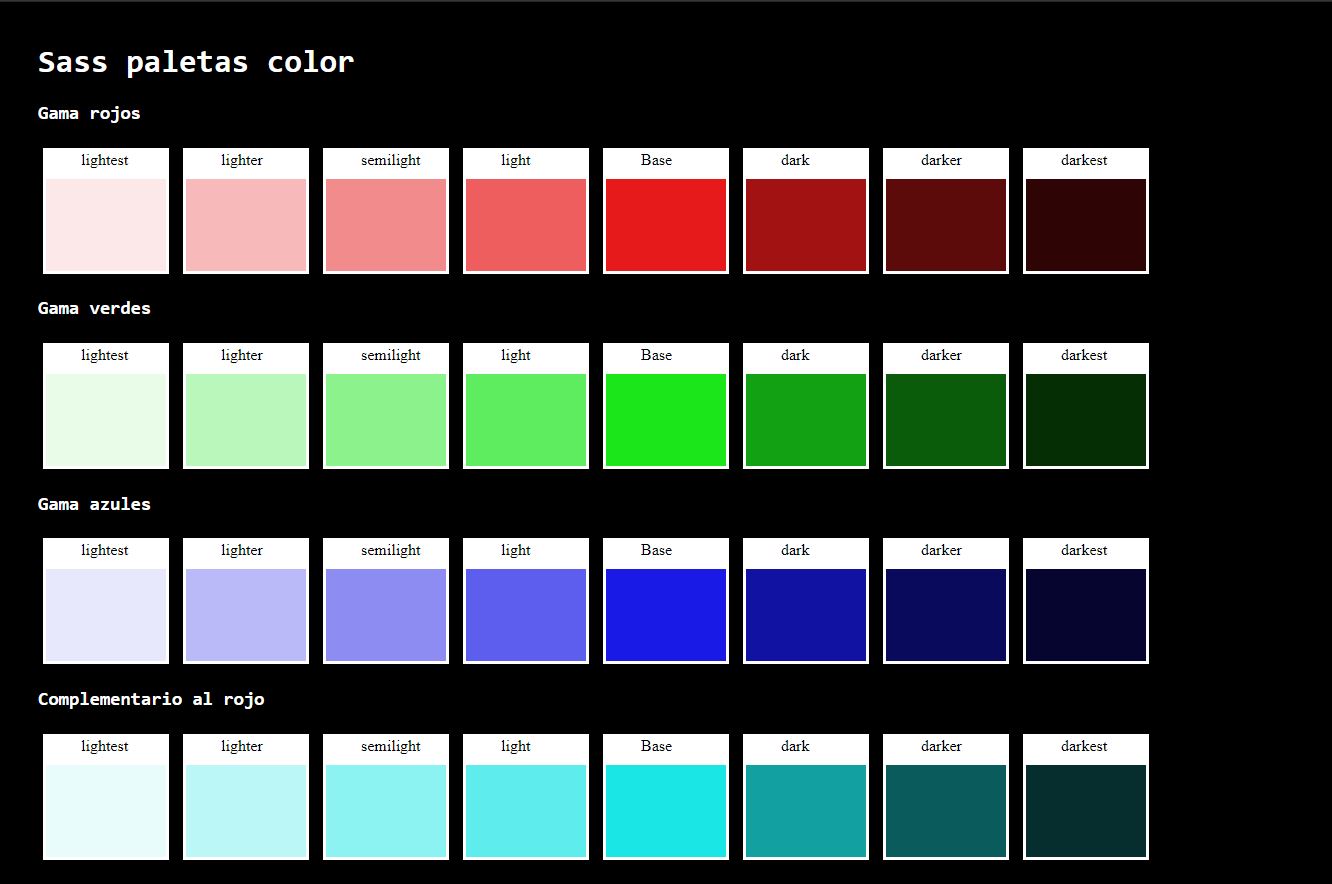 Sass paletas color
Gama rojos
lightest lighter semilight light Base dark darker darkest
Gama verdes
lightest lighter semilight light Base dark darker darkest
Gama azules
lightest lighter semilight light Base dark darker darkest
Complementario al rojo
lightest lighter semilight light Base dark darker darkest